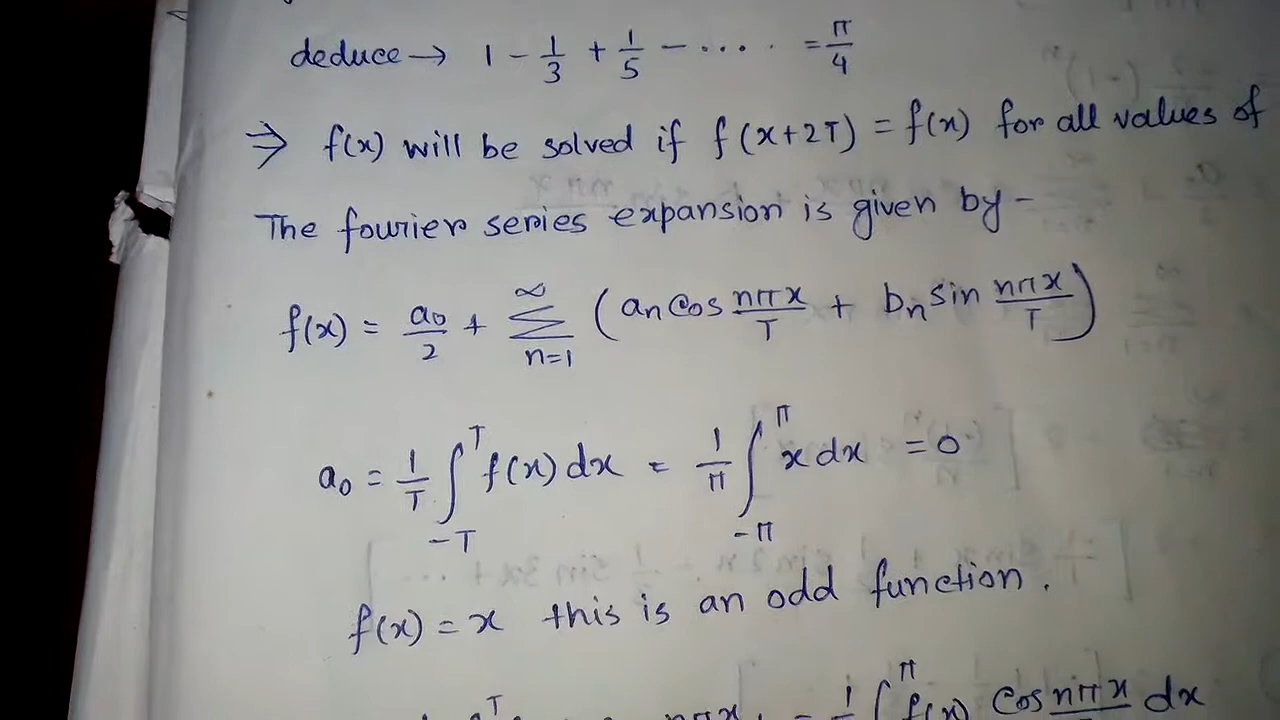 deduce → 1 - 1/3 + 1/5 - ..... = π/4
⇒ f(x) will be solved if f(x+2T) = f(x) for all values of
The fourier series expansion is given by -
f(x) = a₀/2 + ∞ Σ n=1 (an Cos nπx/T + bn sin nπx/T)
a₀ = 1/T ∫_{-T}^{T} f(x) dx = 1/π ∫_{-π}^{π} x dx = 0
f(x) = x this is an odd function.
= 1/ ∫^{π} f(x) Cos nπx dx